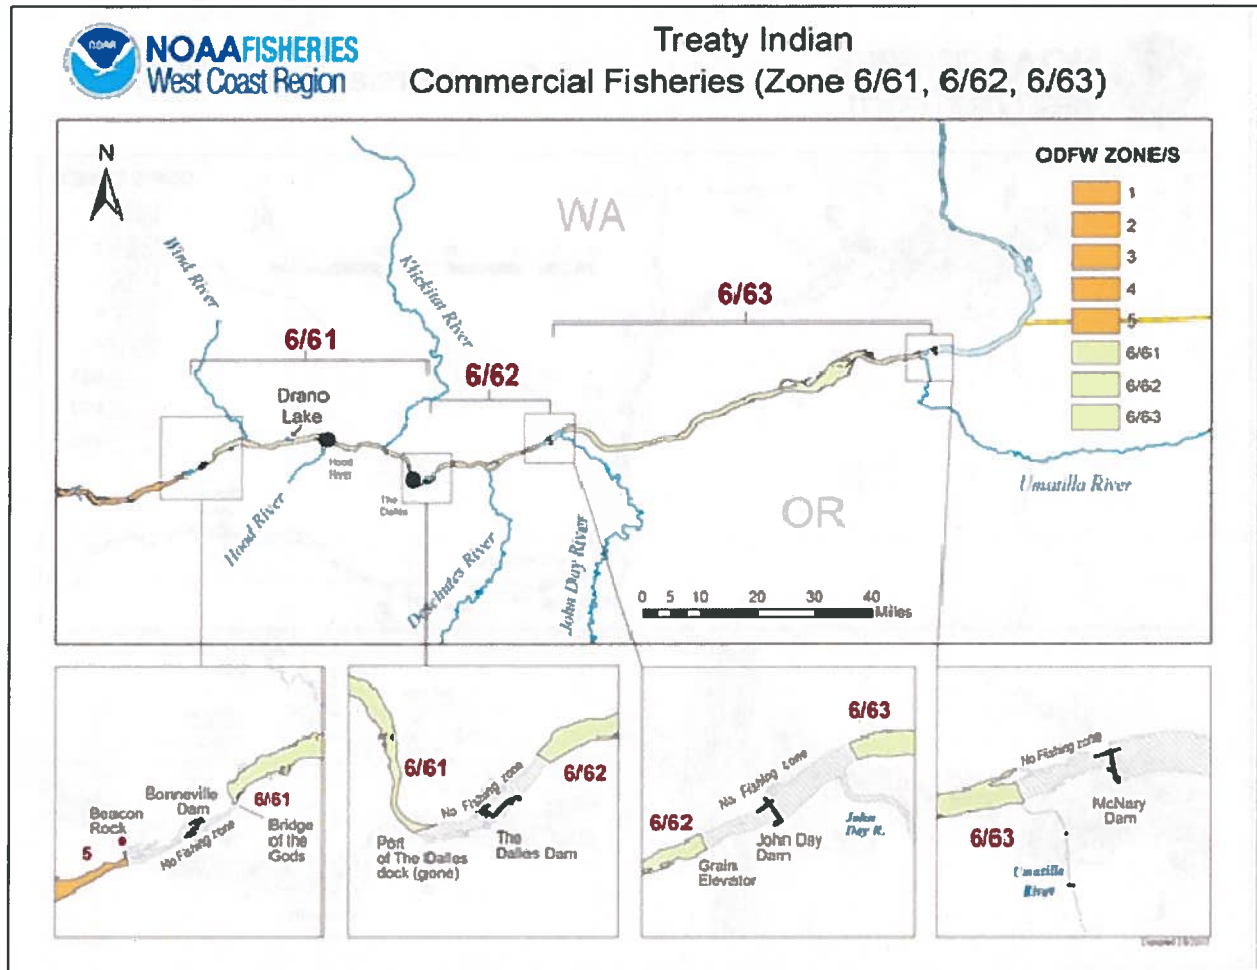 NOAA
NOAA FISHERIES
West Coast Region
Treaty Indian
Commercial Fisheries (Zone 6/61, 6/62, 6/63)
N
WA
OR
ODFW ZONE/S
1
2
3
4
5
6/61
6/62
6/63
Wind River
Klickitat River
6/61
6/62
6/63
Drano
Lake
Hood
River
The
Dalles
Hood River
Deschutes River
John Day River
Umatilla River
0 5 10 20 30 40
Miles
Beacon
Rock
5
Bonneville
Dam
No Fishing zone
6/61
Bridge
of the
Gods
6/61
Port
of The Dalles
dock (gone)
No Fishing zone
The
Dalles Dam
6/62
6/62
Grain
Elevator
No Fishing zone
John Day
Dam
6/63
John
Day R.
6/63
No Fishing zone
McNary
Dam
Umatilla
River